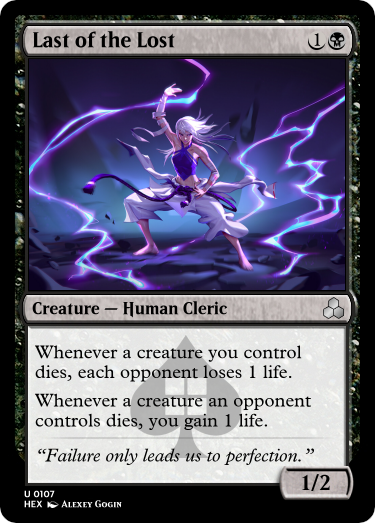 Last of the Lost 1
Creature — Human Cleric
Whenever a creature you control
dies, each opponent loses 1 life.
Whenever a creature an opponent
controls dies, you gain 1 life.
“Failure only leads us to perfection.”
1/2
U 0107
HEX Alexey Gogin